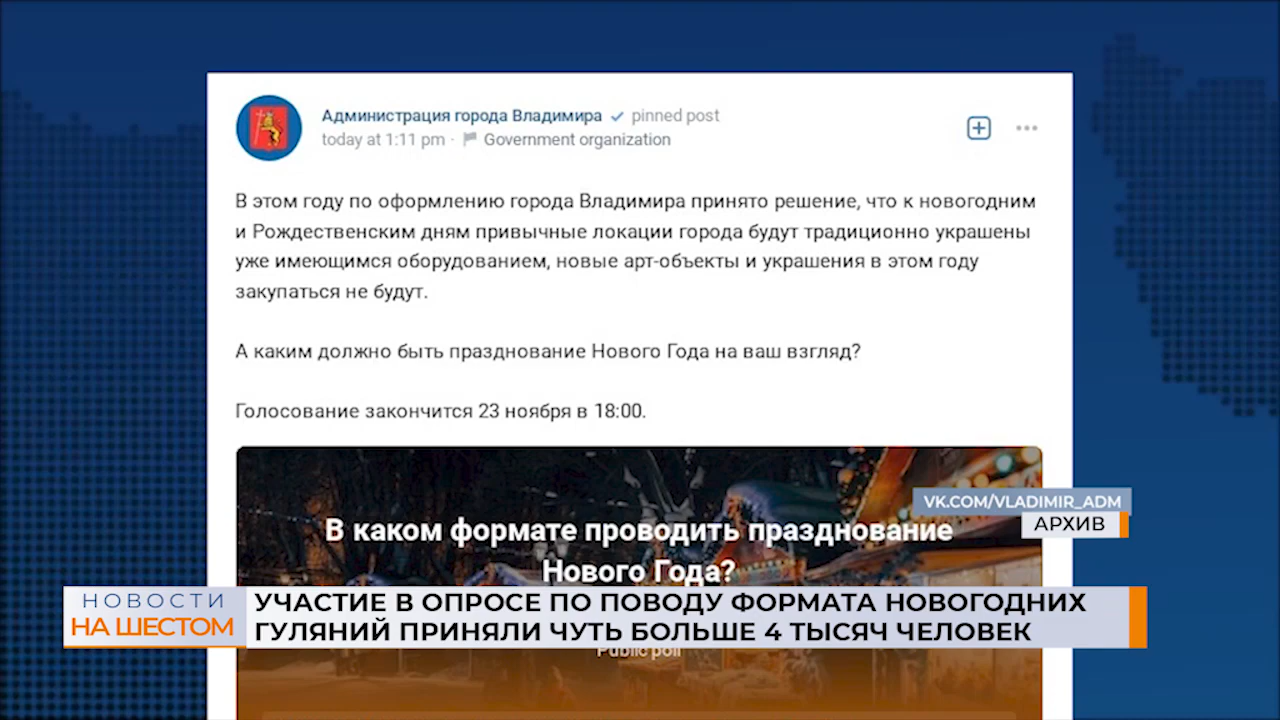 Администрация города Владимира pinned post
today at 1:11 pm · Government organization
В этом году по оформлению города Владимира принято решение, что к новогодним
и Рождественским дням привычные локации города будут традиционно украшены
уже имеющимся оборудованием, новые арт-объекты и украшения в этом году
закупаться не будут.
А каким должно быть празднование Нового Года на ваш взгляд?
Голосование закончится 23 ноября в 18:00.
VK.COM/VLADIMIR_ADM
АРХИВ
В каком формате проводить празднование
Нового Года?
НОВОСТИ
НА ШЕСТОМ
УЧАСТИЕ В ОПРОСЕ ПО ПОВОДУ ФОРМАТА НОВОГОДНИХ
ГУЛЯНИЙ ПРИНЯЛИ ЧУТЬ БОЛЬШЕ 4 ТЫСЯЧ ЧЕЛОВЕК
Public poll